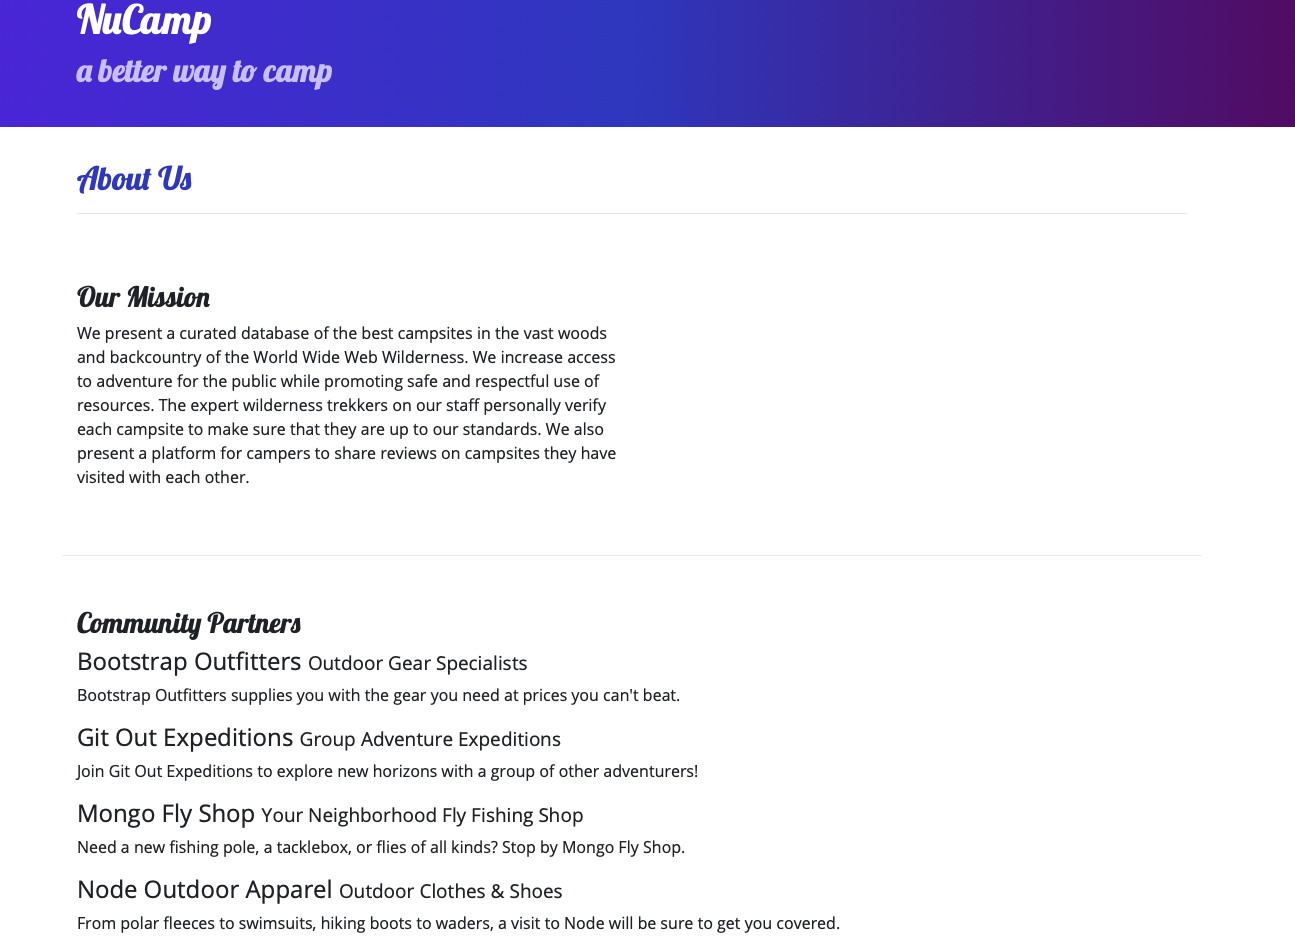 NuCamp
a better way to camp
About Us
Our Mission
We present a curated database of the best campsites in the vast woods
and backcountry of the World Wide Web Wilderness. We increase access
to adventure for the public while promoting safe and respectful use of
resources. The expert wilderness trekkers on our staff personally verify
each campsite to make sure that they are up to our standards. We also
present a platform for campers to share reviews on campsites they have
visited with each other.
Community Partners
Bootstrap Outfitters Outdoor Gear Specialists
Bootstrap Outfitters supplies you with the gear you need at prices you can't beat.
Git Out Expeditions Group Adventure Expeditions
Join Git Out Expeditions to explore new horizons with a group of other adventurers!
Mongo Fly Shop Your Neighborhood Fly Fishing Shop
Need a new fishing pole, a tacklebox, or flies of all kinds? Stop by Mongo Fly Shop.
Node Outdoor Apparel Outdoor Clothes & Shoes
From polar fleeces to swimsuits, hiking boots to waders, a visit to Node will be sure to get you covered.